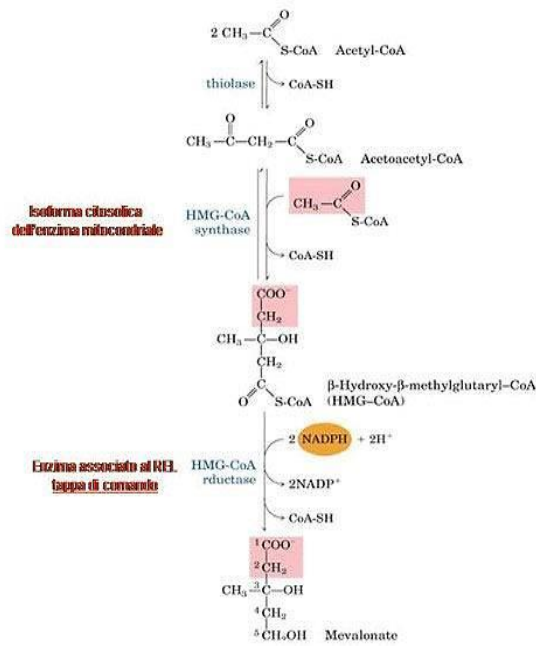 O
2 CH₃—C
S-CoA Acetyl-CoA
thiolase
CoA-SH
O O
CH₃—C—CH₂—C
S-CoA Acetoacetyl-CoA
O
CH₃—C
S-CoA
Isoforma citosolica
dell'enzima mitocondriale
HMG-CoA
synthase
CoA-SH
COO⁻
CH₂
CH₃—C—OH
CH₂
C
O S-CoA
β-Hydroxy-β-methylglutaryl–CoA
(HMG–CoA)
2 NADPH + 2H⁺
Enzima associato al REL
tappa di comando
HMG-CoA
rductase
2NADP⁺
CoA-SH
¹COO⁻
²CH₂
CH₃—³C—OH
⁴CH₂
⁵CH₂OH Mevalonate